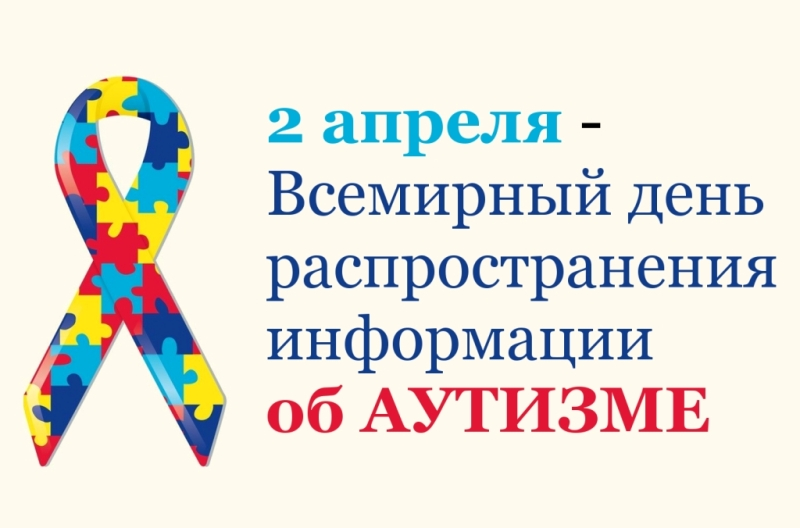 2 апреля -
Всемирный день
распространения
информации
об АУТИЗМЕ